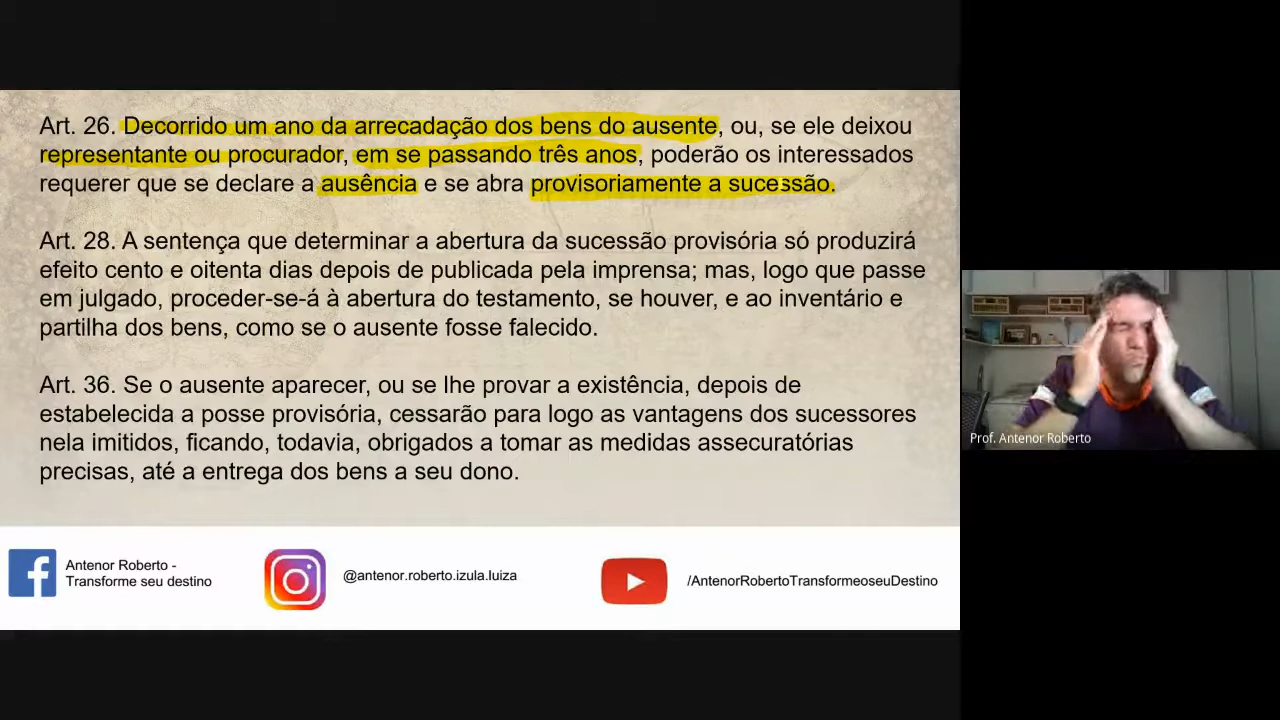 Art. 26. Decorrido um ano da arrecadação dos bens do ausente, ou, se ele deixou
representante ou procurador, em se passando três anos, poderão os interessados
requerer que se declare a ausência e se abra provisoriamente a sucessão.
Art. 28. A sentença que determinar a abertura da sucessão provisória só produzirá
efeito cento e oitenta dias depois de publicada pela imprensa; mas, logo que passe
em julgado, proceder-se-á à abertura do testamento, se houver, e ao inventário e
partilha dos bens, como se o ausente fosse falecido.
Art. 36. Se o ausente aparecer, ou se lhe provar a existência, depois de
estabelecida a posse provisória, cessarão para logo as vantagens dos sucessores
nela imitidos, ficando, todavia, obrigados a tomar as medidas assecuratórias
precisas, até a entrega dos bens a seu dono.
Prof. Antenor Roberto
Antenor Roberto -
Transforme seu destino
@antenor.roberto.izula.luiza
/AntenorRobertoTransformeoseuDestino